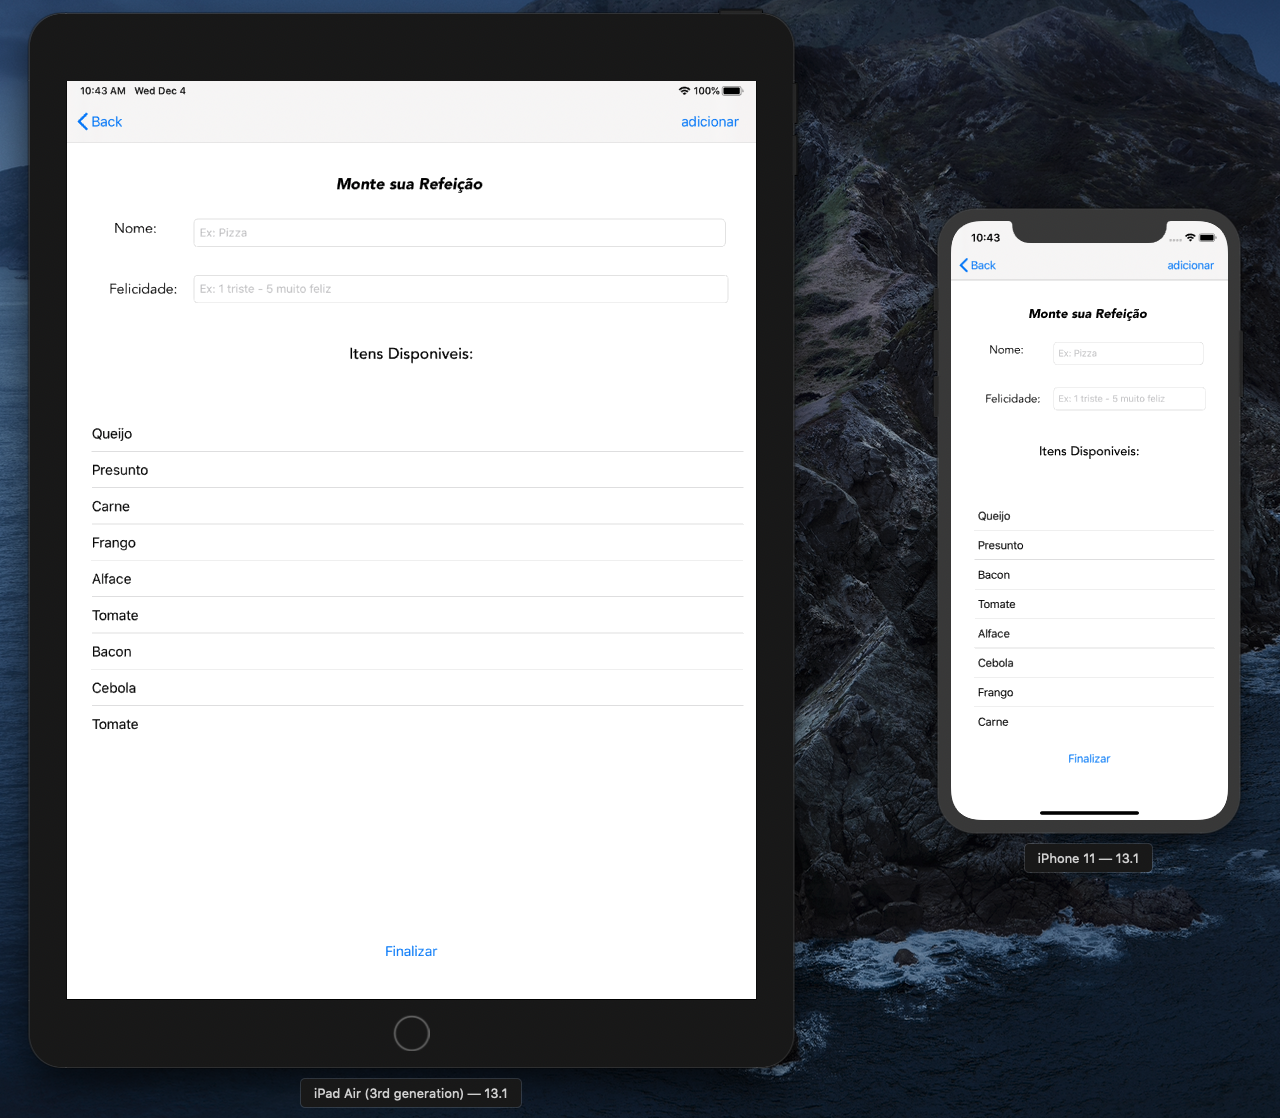 10:43 AM Wed Dec 4 100%
Back adicionar
Monte sua Refeição
Nome: Ex: Pizza
Felicidade: Ex: 1 triste - 5 muito feliz
Itens Disponiveis:
Queijo
Presunto
Carne
Frango
Alface
Tomate
Bacon
Cebola
Tomate
Finalizar
iPad Air (3rd generation) — 13.1
10:43
Back adicionar
Monte sua Refeição
Nome: Ex: Pizza
Felicidade: Ex: 1 triste - 5 muito feliz
Itens Disponiveis:
Queijo
Presunto
Bacon
Tomate
Alface
Cebola
Frango
Carne
Finalizar
iPhone 11 — 13.1